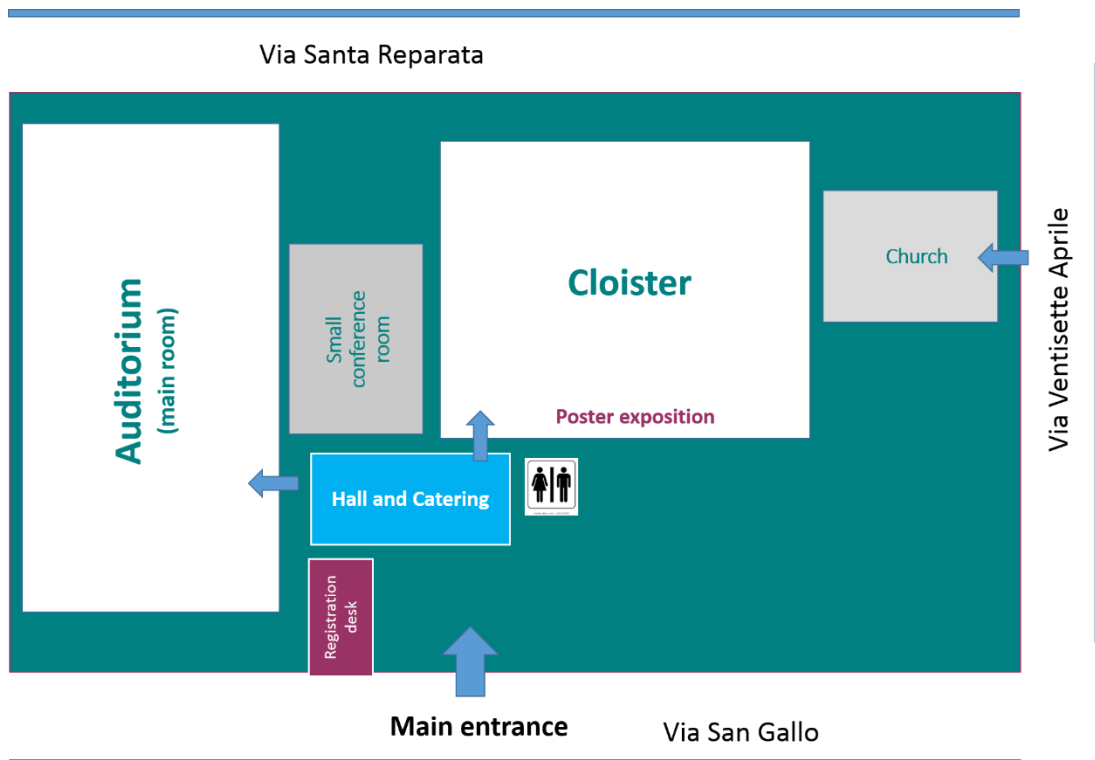 Via Santa Reparata
Auditorium
(main room)
Small
conference
room
Cloister
Poster exposition
Church
Via Ventisette Aprile
Hall and Catering
Registration
desk
Main entrance
Via San Gallo